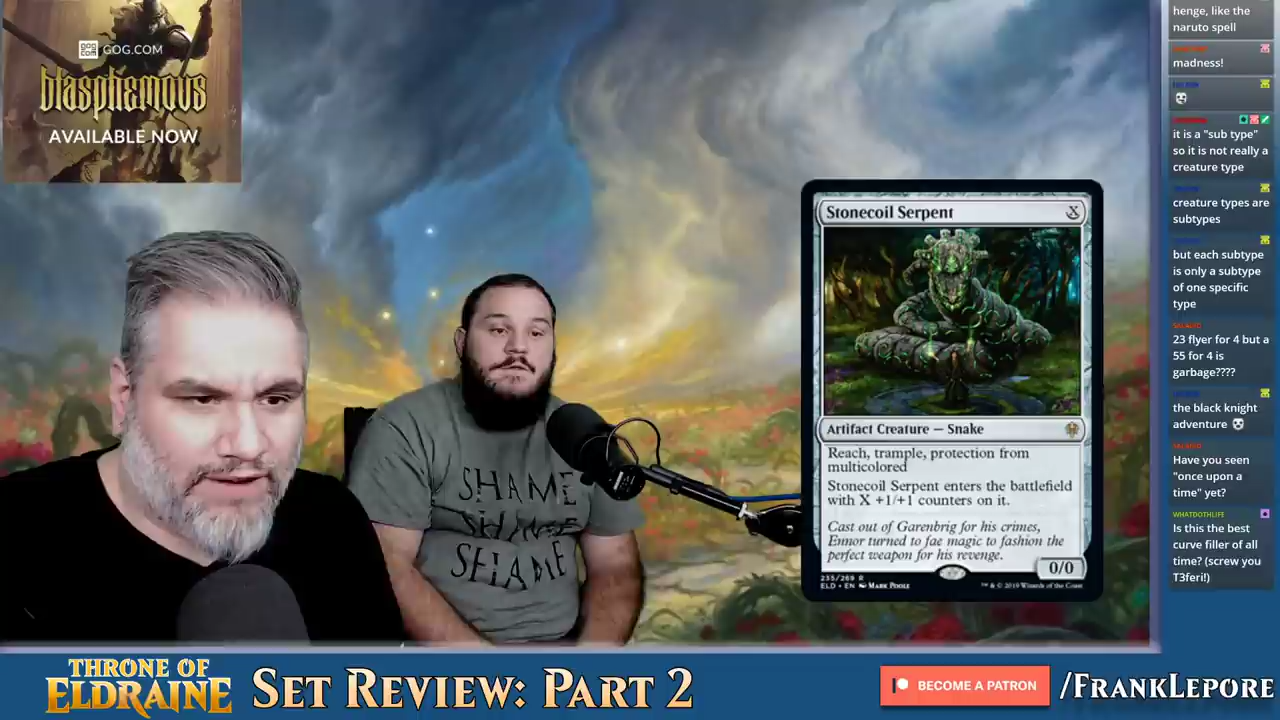 GOG.COM
GOG.COM
blasphemous
AVAILABLE NOW
SHAME
SHAME
SHAME
Stonecoil Serpent
X
Artifact Creature — Snake
Reach, trample, protection from
multicolored
Stonecoil Serpent enters the battlefield
with X +1/+1 counters on it.
Cast out of Garenbrig for his crimes,
Ennor turned to fae magic to fashion the
perfect weapon for his revenge.
0/0
235/269 R
ELD • EN Mark Poole
™ & © 2019 Wizards of the Coast
henge, like the
naruto spell
madness!
it is a "sub type"
so it is not really a
creature type
creature types are
subtypes
but each subtype
is only a subtype
of one specific
type
23 flyer for 4 but a
55 for 4 is
garbage????
the black knight
adventure
Have you seen
"once upon a
time" yet?
WHATDOTHLIFE
Is this the best
curve filler of all
time? (screw you
T3feri!)
THRONE OF
ELDRAINE
SET REVIEW: PART 2
BECOME A PATRON
/FRANKLEPORE